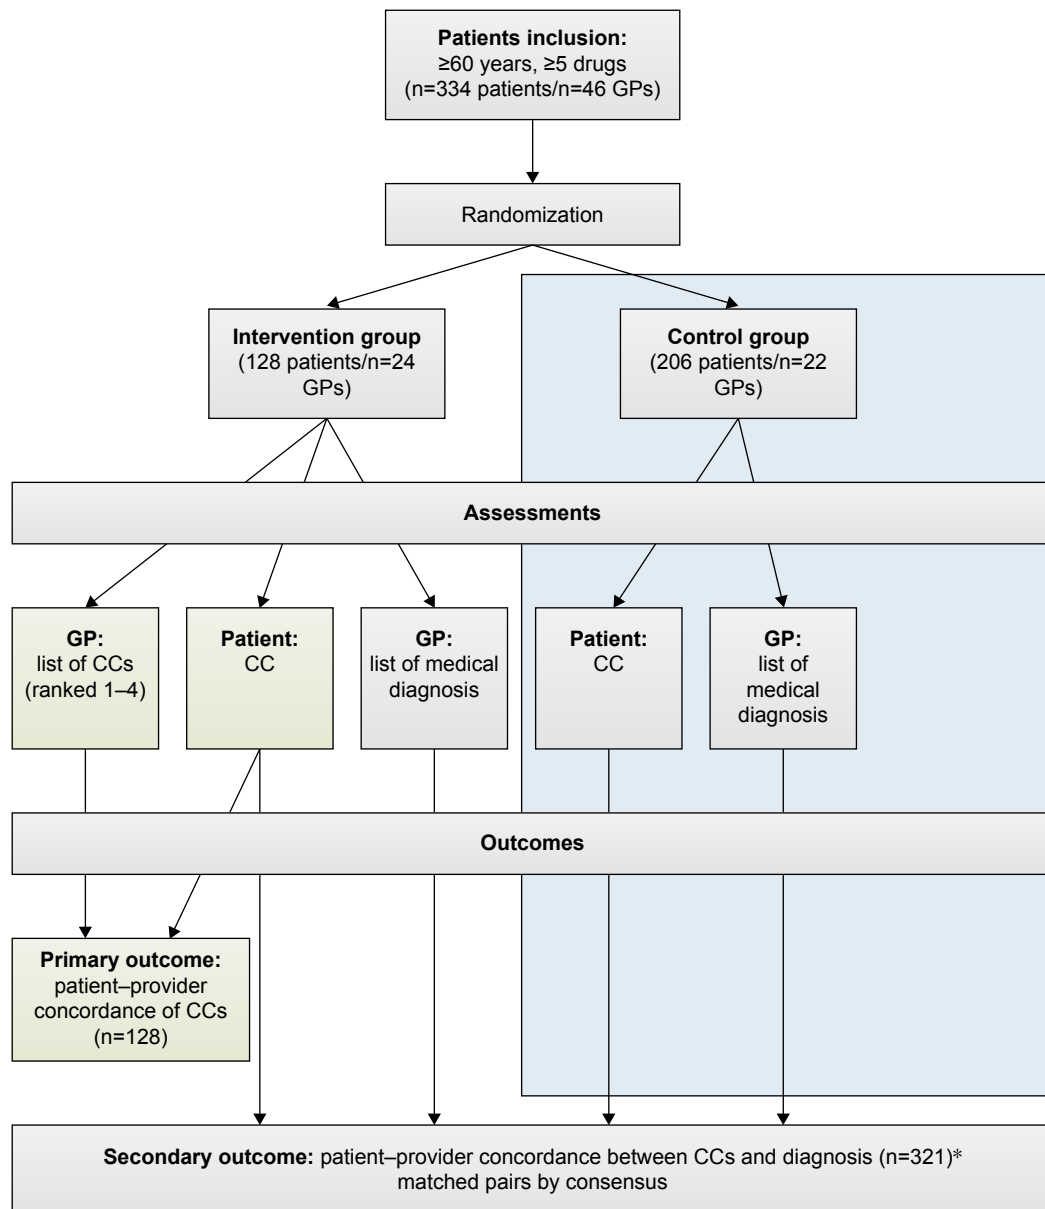 Patients inclusion:
≥60 years, ≥5 drugs
(n=334 patients/n=46 GPs)
Randomization
Intervention group
(128 patients/n=24
GPs)
Control group
(206 patients/n=22
GPs)
Assessments
GP:
list of CCs
(ranked 1–4)
Patient:
CC
GP:
list of medical
diagnosis
Patient:
CC
GP:
list of
medical
diagnosis
Outcomes
Primary outcome:
patient–provider
concordance of CCs
(n=128)
Secondary outcome: patient–provider concordance between CCs and diagnosis (n=321)*
matched pairs by consensus